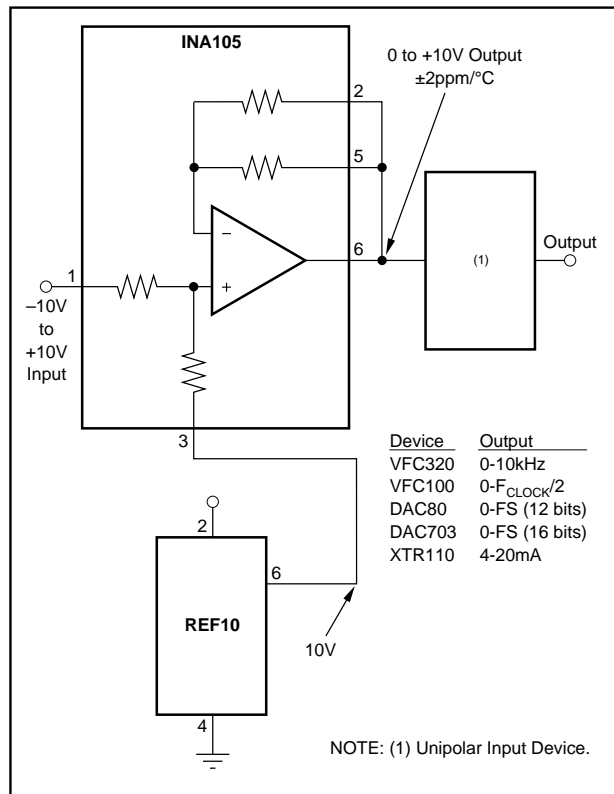 INA105
0 to +10V Output
±2ppm/°C
2
5
6
1
–10V
to
+10V
Input
–
+
(1)
Output
3
Device Output
VFC320 0-10kHz
VFC100 0-FCLOCK/2
DAC80 0-FS (12 bits)
DAC703 0-FS (16 bits)
XTR110 4-20mA
2
6
REF10
10V
4
NOTE: (1) Unipolar Input Device.